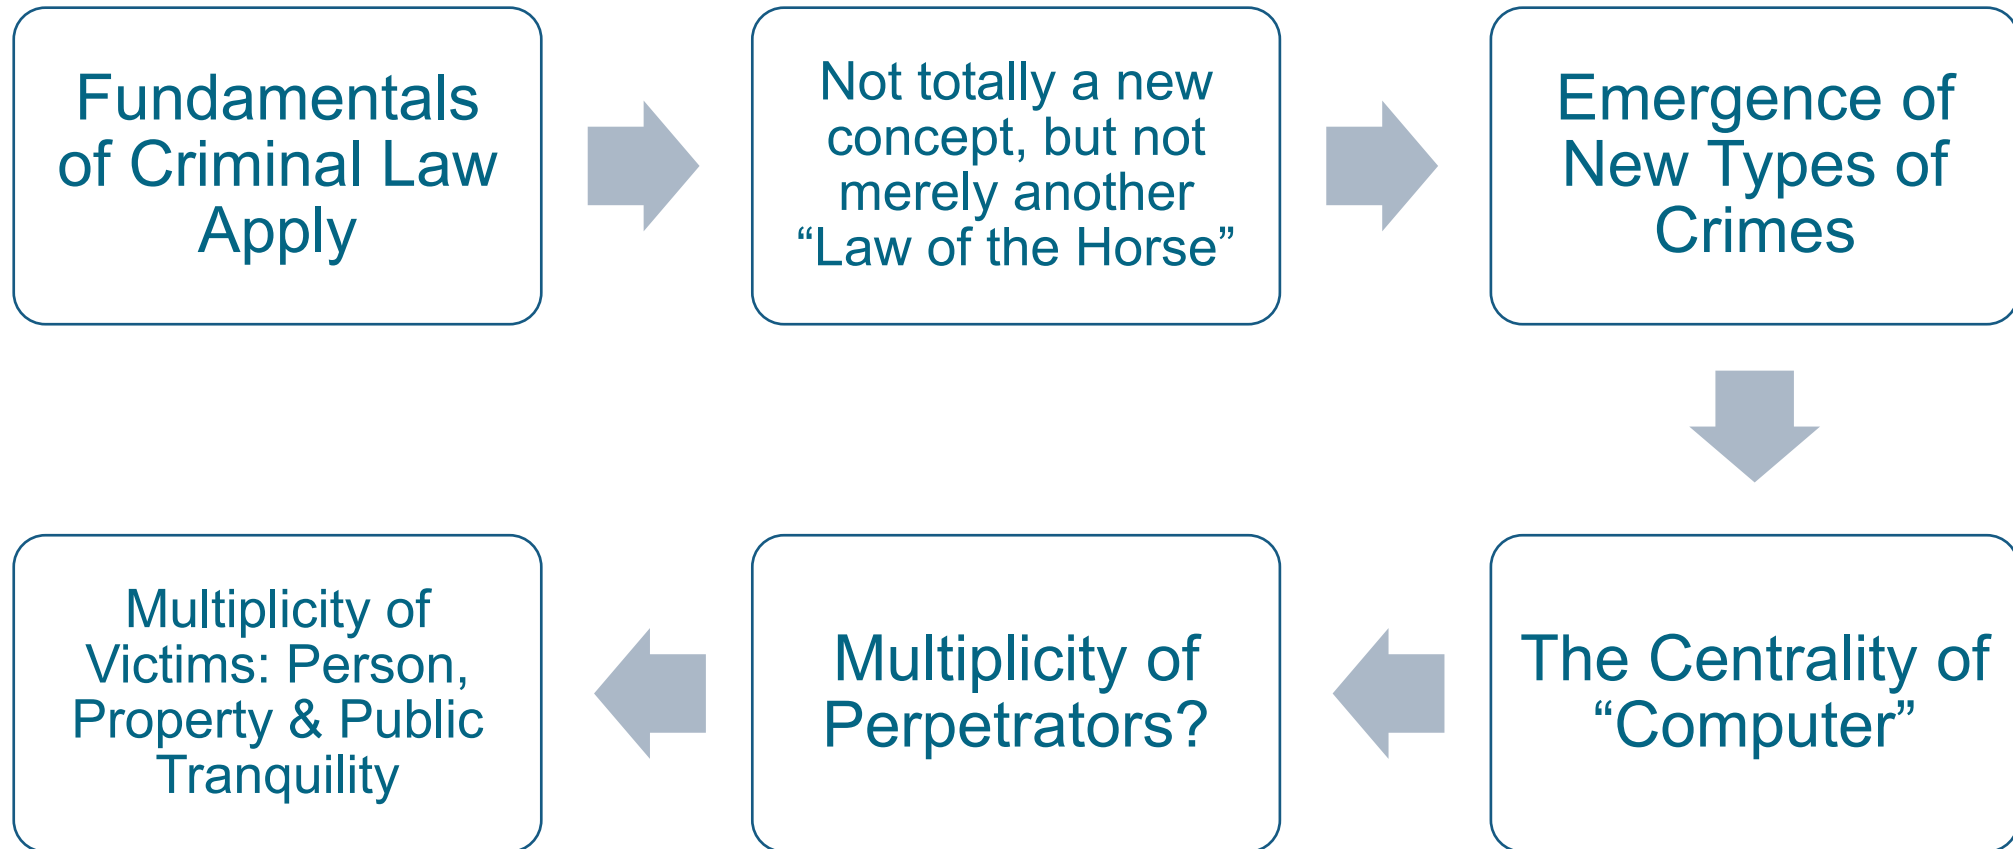 Fundamentals
of Criminal Law
Apply
Not totally a new
concept, but not
merely another
“Law of the Horse”
Emergence of
New Types of
Crimes
The Centrality of
“Computer”
Multiplicity of
Perpetrators?
Multiplicity of
Victims: Person,
Property & Public
Tranquility